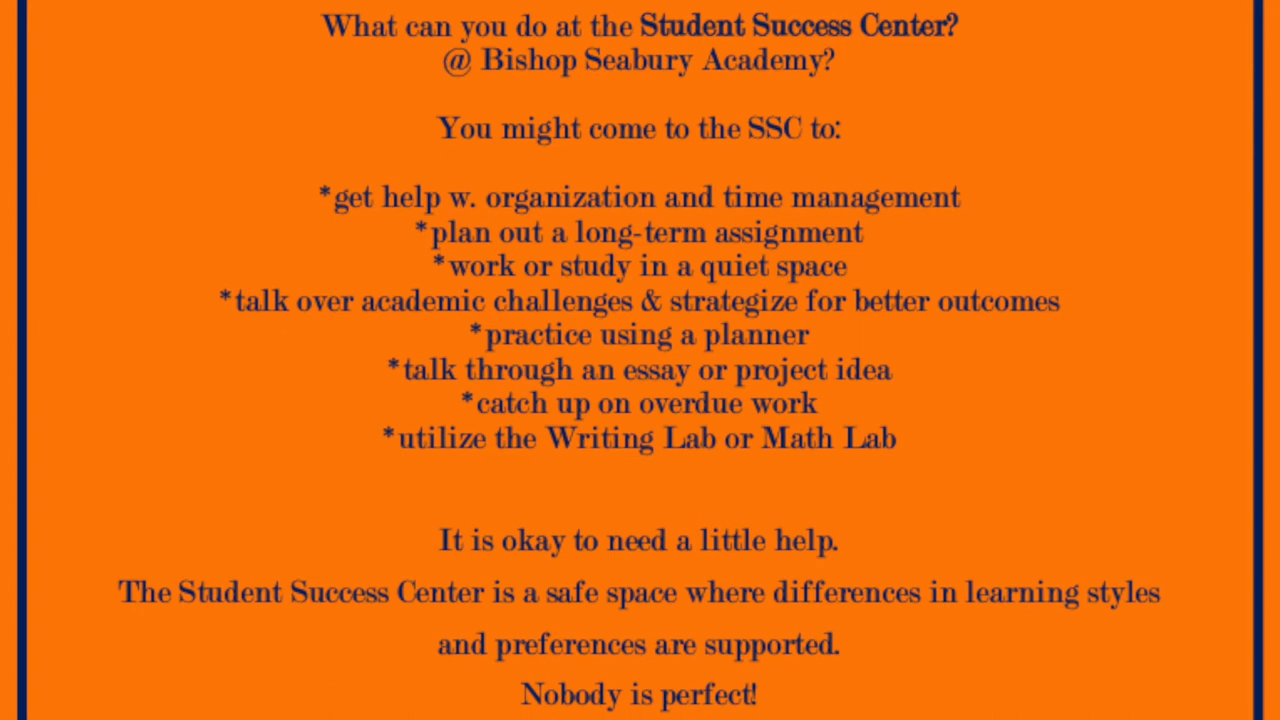 What can you do at the Student Success Center?
@ Bishop Seabury Academy?
You might come to the SSC to:
*get help w. organization and time management
*plan out a long-term assignment
*work or study in a quiet space
*talk over academic challenges & strategize for better outcomes
*practice using a planner
*talk through an essay or project idea
*catch up on overdue work
*utilize the Writing Lab or Math Lab
It is okay to need a little help.
The Student Success Center is a safe space where differences in learning styles
and preferences are supported.
Nobody is perfect!